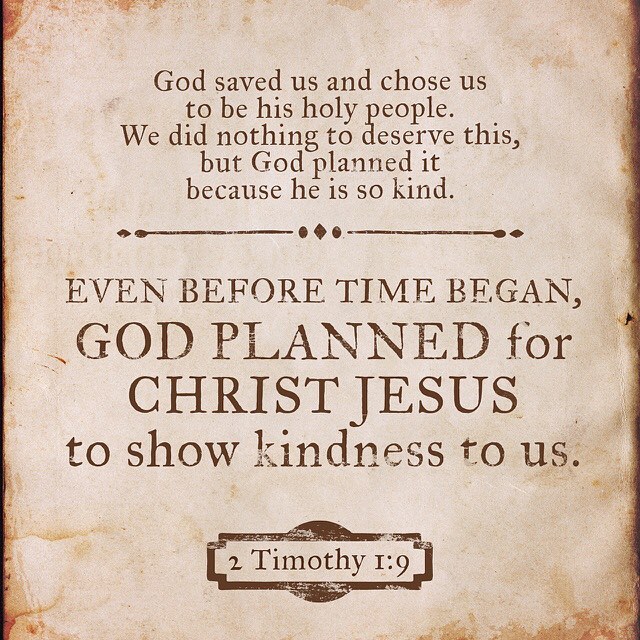 God saved us and chose us
to be his holy people.
We did nothing to deserve this,
but God planned it
because he is so kind.
EVEN BEFORE TIME BEGAN,
GOD PLANNED for
CHRIST JESUS
to show kindness to us.
2 Timothy 1:9